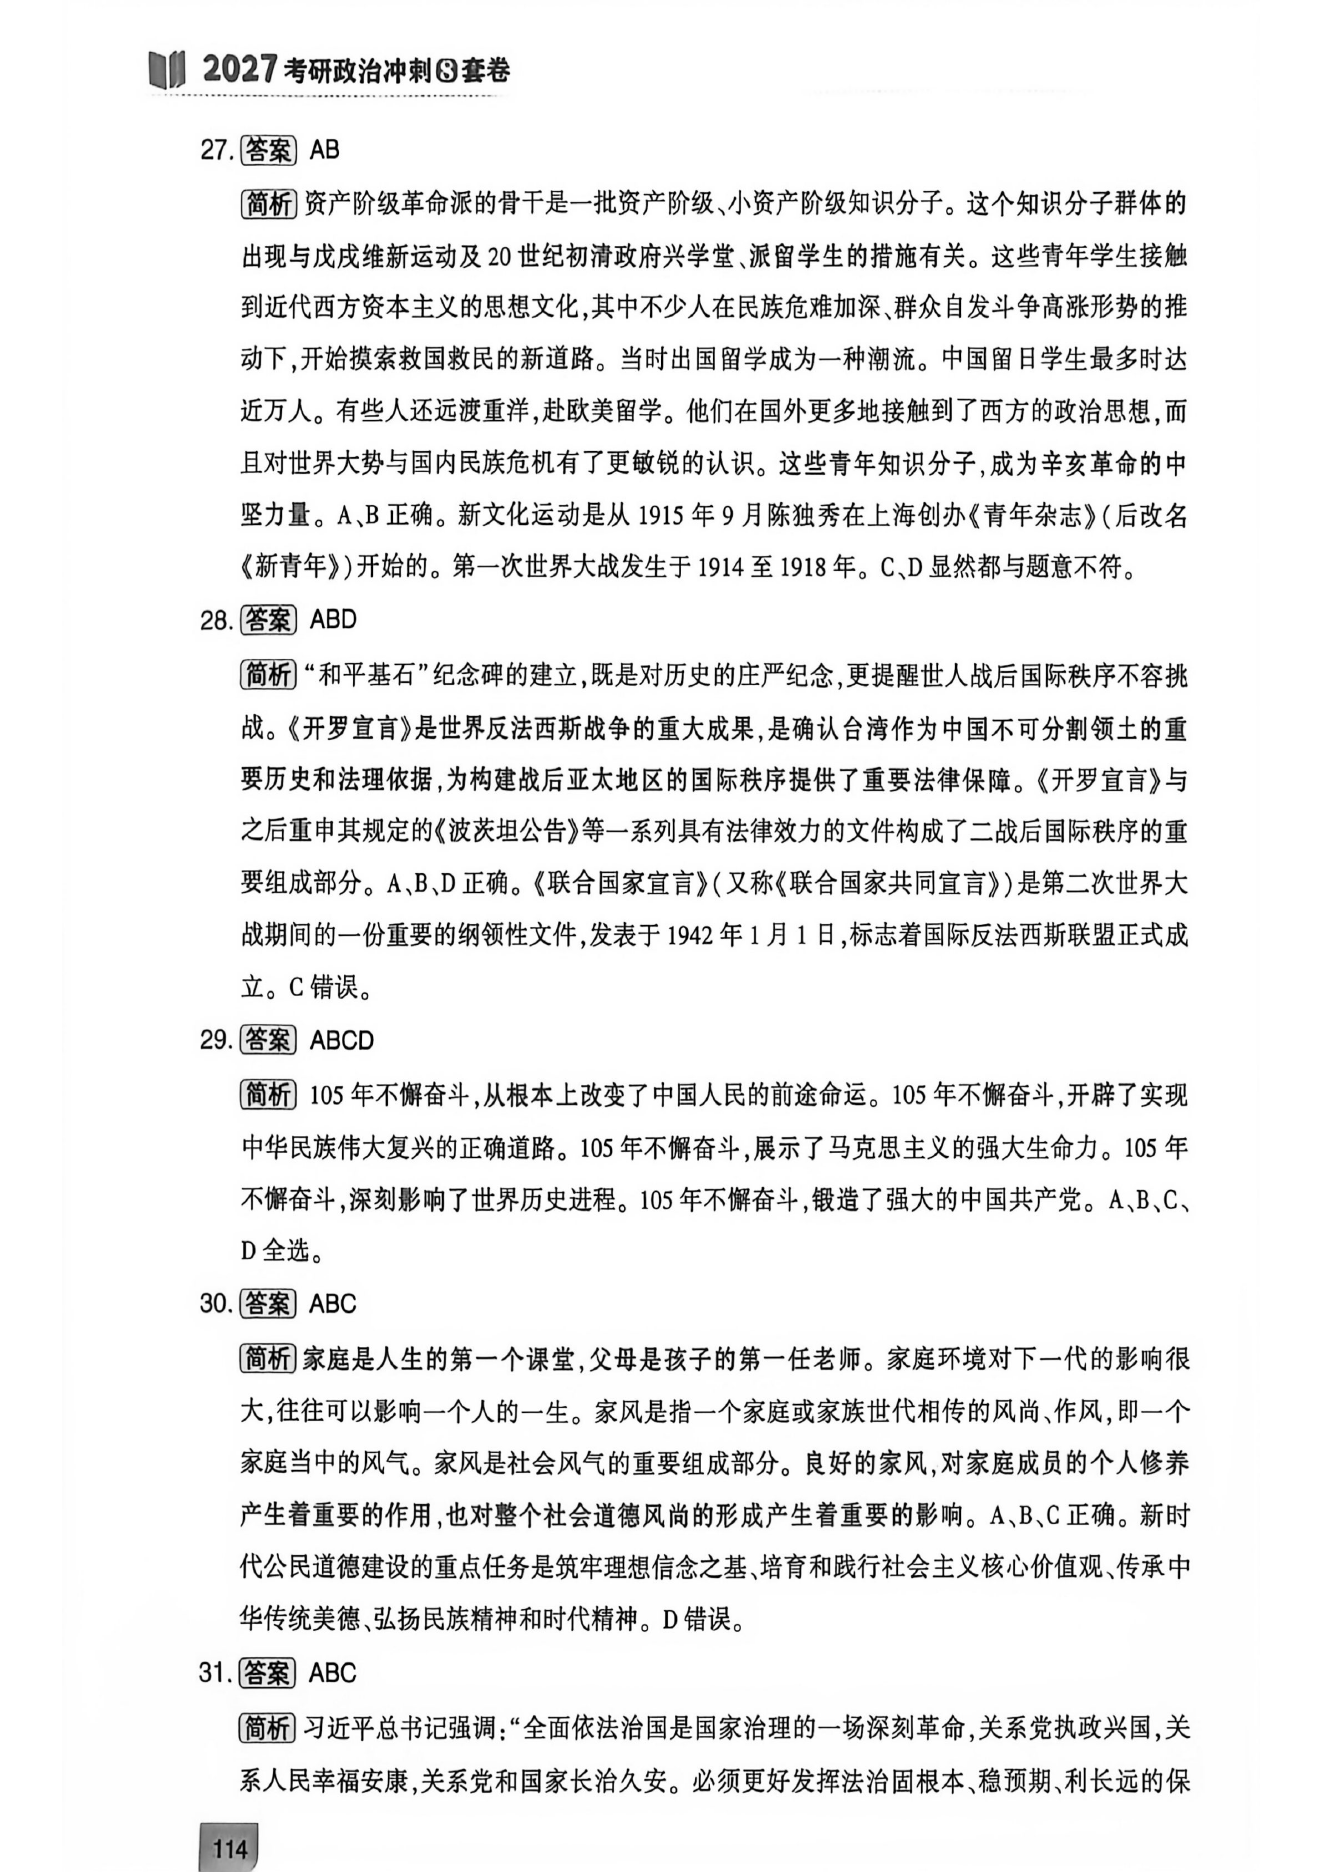 2027考研政治冲刺8套卷
27. 答案 AB
简析 资产阶级革命派的骨干是一批资产阶级、小资产阶级知识分子。这个知识分子群体的
出现与戊戌维新运动及 20 世纪初清政府兴学堂、派留学生的措施有关。这些青年学生接触
到近代西方资本主义的思想文化,其中不少人在民族危难加深、群众自发斗争高涨形势的推
动下,开始摸索救国救民的新道路。当时出国留学成为一种潮流。中国留日学生最多时达
近万人。有些人还远渡重洋,赴欧美留学。他们在国外更多地接触到了西方的政治思想,而
且对世界大势与国内民族危机有了更敏锐的认识。这些青年知识分子,成为辛亥革命的中
坚力量。A、B 正确。新文化运动是从 1915 年 9 月陈独秀在上海创办《青年杂志》(后改名
《新青年》)开始的。第一次世界大战发生于 1914 至 1918 年。C、D 显然都与题意不符。
28. 答案 ABD
简析 “和平基石”纪念碑的建立,既是对历史的庄严纪念,更提醒世人战后国际秩序不容挑
战。《开罗宣言》是世界反法西斯战争的重大成果,是确认台湾作为中国不可分割领土的重
要历史和法理依据,为构建战后亚太地区的国际秩序提供了重要法律保障。《开罗宣言》与
之后重申其规定的《波茨坦公告》等一系列具有法律效力的文件构成了二战后国际秩序的重
要组成部分。A、B、D 正确。《联合国家宣言》(又称《联合国家共同宣言》)是第二次世界大
战期间的一份重要的纲领性文件,发表于 1942 年 1 月 1 日,标志着国际反法西斯联盟正式成
立。C 错误。
29. 答案 ABCD
简析 105 年不懈奋斗,从根本上改变了中国人民的前途命运。105 年不懈奋斗,开辟了实现
中华民族伟大复兴的正确道路。105 年不懈奋斗,展示了马克思主义的强大生命力。105 年
不懈奋斗,深刻影响了世界历史进程。105 年不懈奋斗,锻造了强大的中国共产党。A、B、C、
D 全选。
30. 答案 ABC
简析 家庭是人生的第一个课堂,父母是孩子的第一任老师。家庭环境对下一代的影响很
大,往往可以影响一个人的一生。家风是指一个家庭或家族世代相传的风尚、作风,即一个
家庭当中的风气。家风是社会风气的重要组成部分。良好的家风,对家庭成员的个人修养
产生着重要的作用,也对整个社会道德风尚的形成产生着重要的影响。A、B、C 正确。新时
代公民道德建设的重点任务是筑牢理想信念之基、培育和践行社会主义核心价值观、传承中
华传统美德、弘扬民族精神和时代精神。D 错误。
31. 答案 ABC
简析 习近平总书记强调:“全面依法治国是国家治理的一场深刻革命,关系党执政兴国,关
系人民幸福安康,关系党和国家长治久安。必须更好发挥法治固根本、稳预期、利长远的保
114